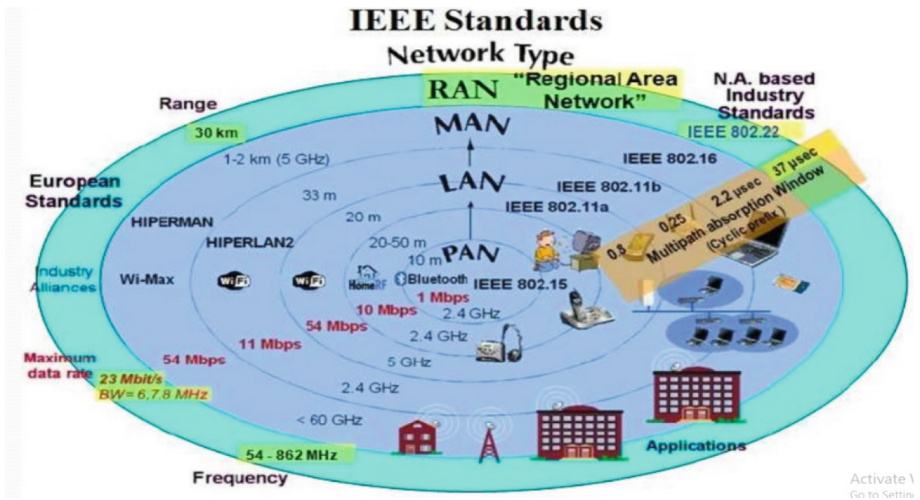 IEEE Standards
Network Type
RAN "Regional Area
Network"
N.A. based
Industry
Standards
Range
30 km
MAN
IEEE 802.22
1-2 km (5 GHz)
IEEE 802.16
37 µsec
European
Standards
33 m
LAN
IEEE 802.11b
2.2 µsec
HIPERMAN
20 m
IEEE 802.11a
0,25
Multipath absorption Window
(Cyclic prefix)
0,8
HIPERLAN2
20-50 m
PAN
10 m
Industry
Alliances
Wi-Max
WiFi
WiFi
HomeRF
Bluetooth
IEEE 802.15
1 Mbps
10 Mbps
2.4 GHz
54 Mbps
2.4 GHz
11 Mbps
5 GHz
Maximum
data rate
54 Mbps
23 Mbit/s
BW= 6,7.8 MHz
2.4 GHz
< 60 GHz
54 - 862 MHz
Applications
Frequency
Activate
Go to Settin